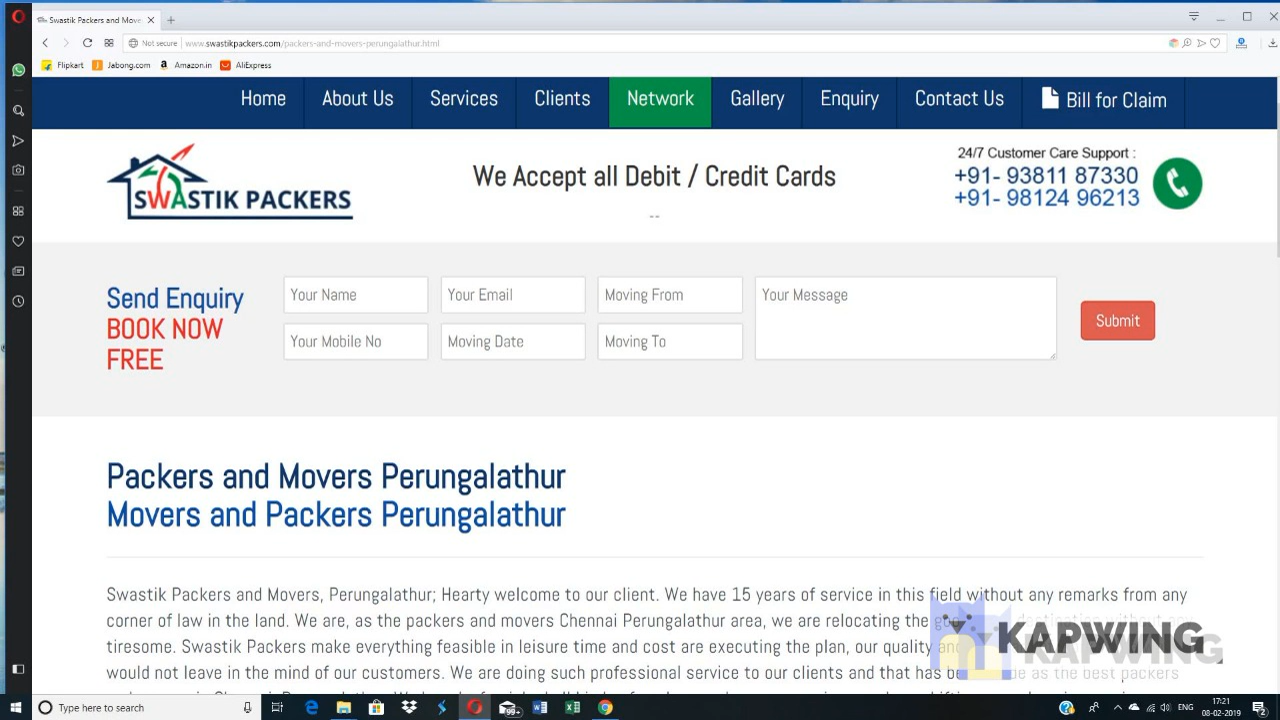 Swastik Packers and Move
Not secure www.swastikpackers.com/packers-and-movers-perungalathur.html
Flipkart Jabong.com Amazon.in AliExpress
Home About Us Services Clients Network Gallery Enquiry Contact Us Bill for Claim
SWASTIK PACKERS
We Accept all Debit / Credit Cards
--
24/7 Customer Care Support :
+91- 93811 87330
+91- 98124 96213
Send Enquiry
BOOK NOW
FREE
Your Name Your Email Moving From Your Message
Your Mobile No Moving Date Moving To
Submit
Packers and Movers Perungalathur
Movers and Packers Perungalathur
Swastik Packers and Movers, Perungalathur; Hearty welcome to our client. We have 15 years of service in this field without any remarks from any
corner of law in the land. We are, as the packers and movers Chennai Perungalathur area, we are relocating the destination without any
tiresome. Swastik Packers make everything feasible in leisure time and cost are executing the plan, our quality
would not leave in the mind of our customers. We are doing such professional service to our clients and that has as the best packers
KAPWING
Type here to search
99+
ENG
17:21
08-02-2019
2